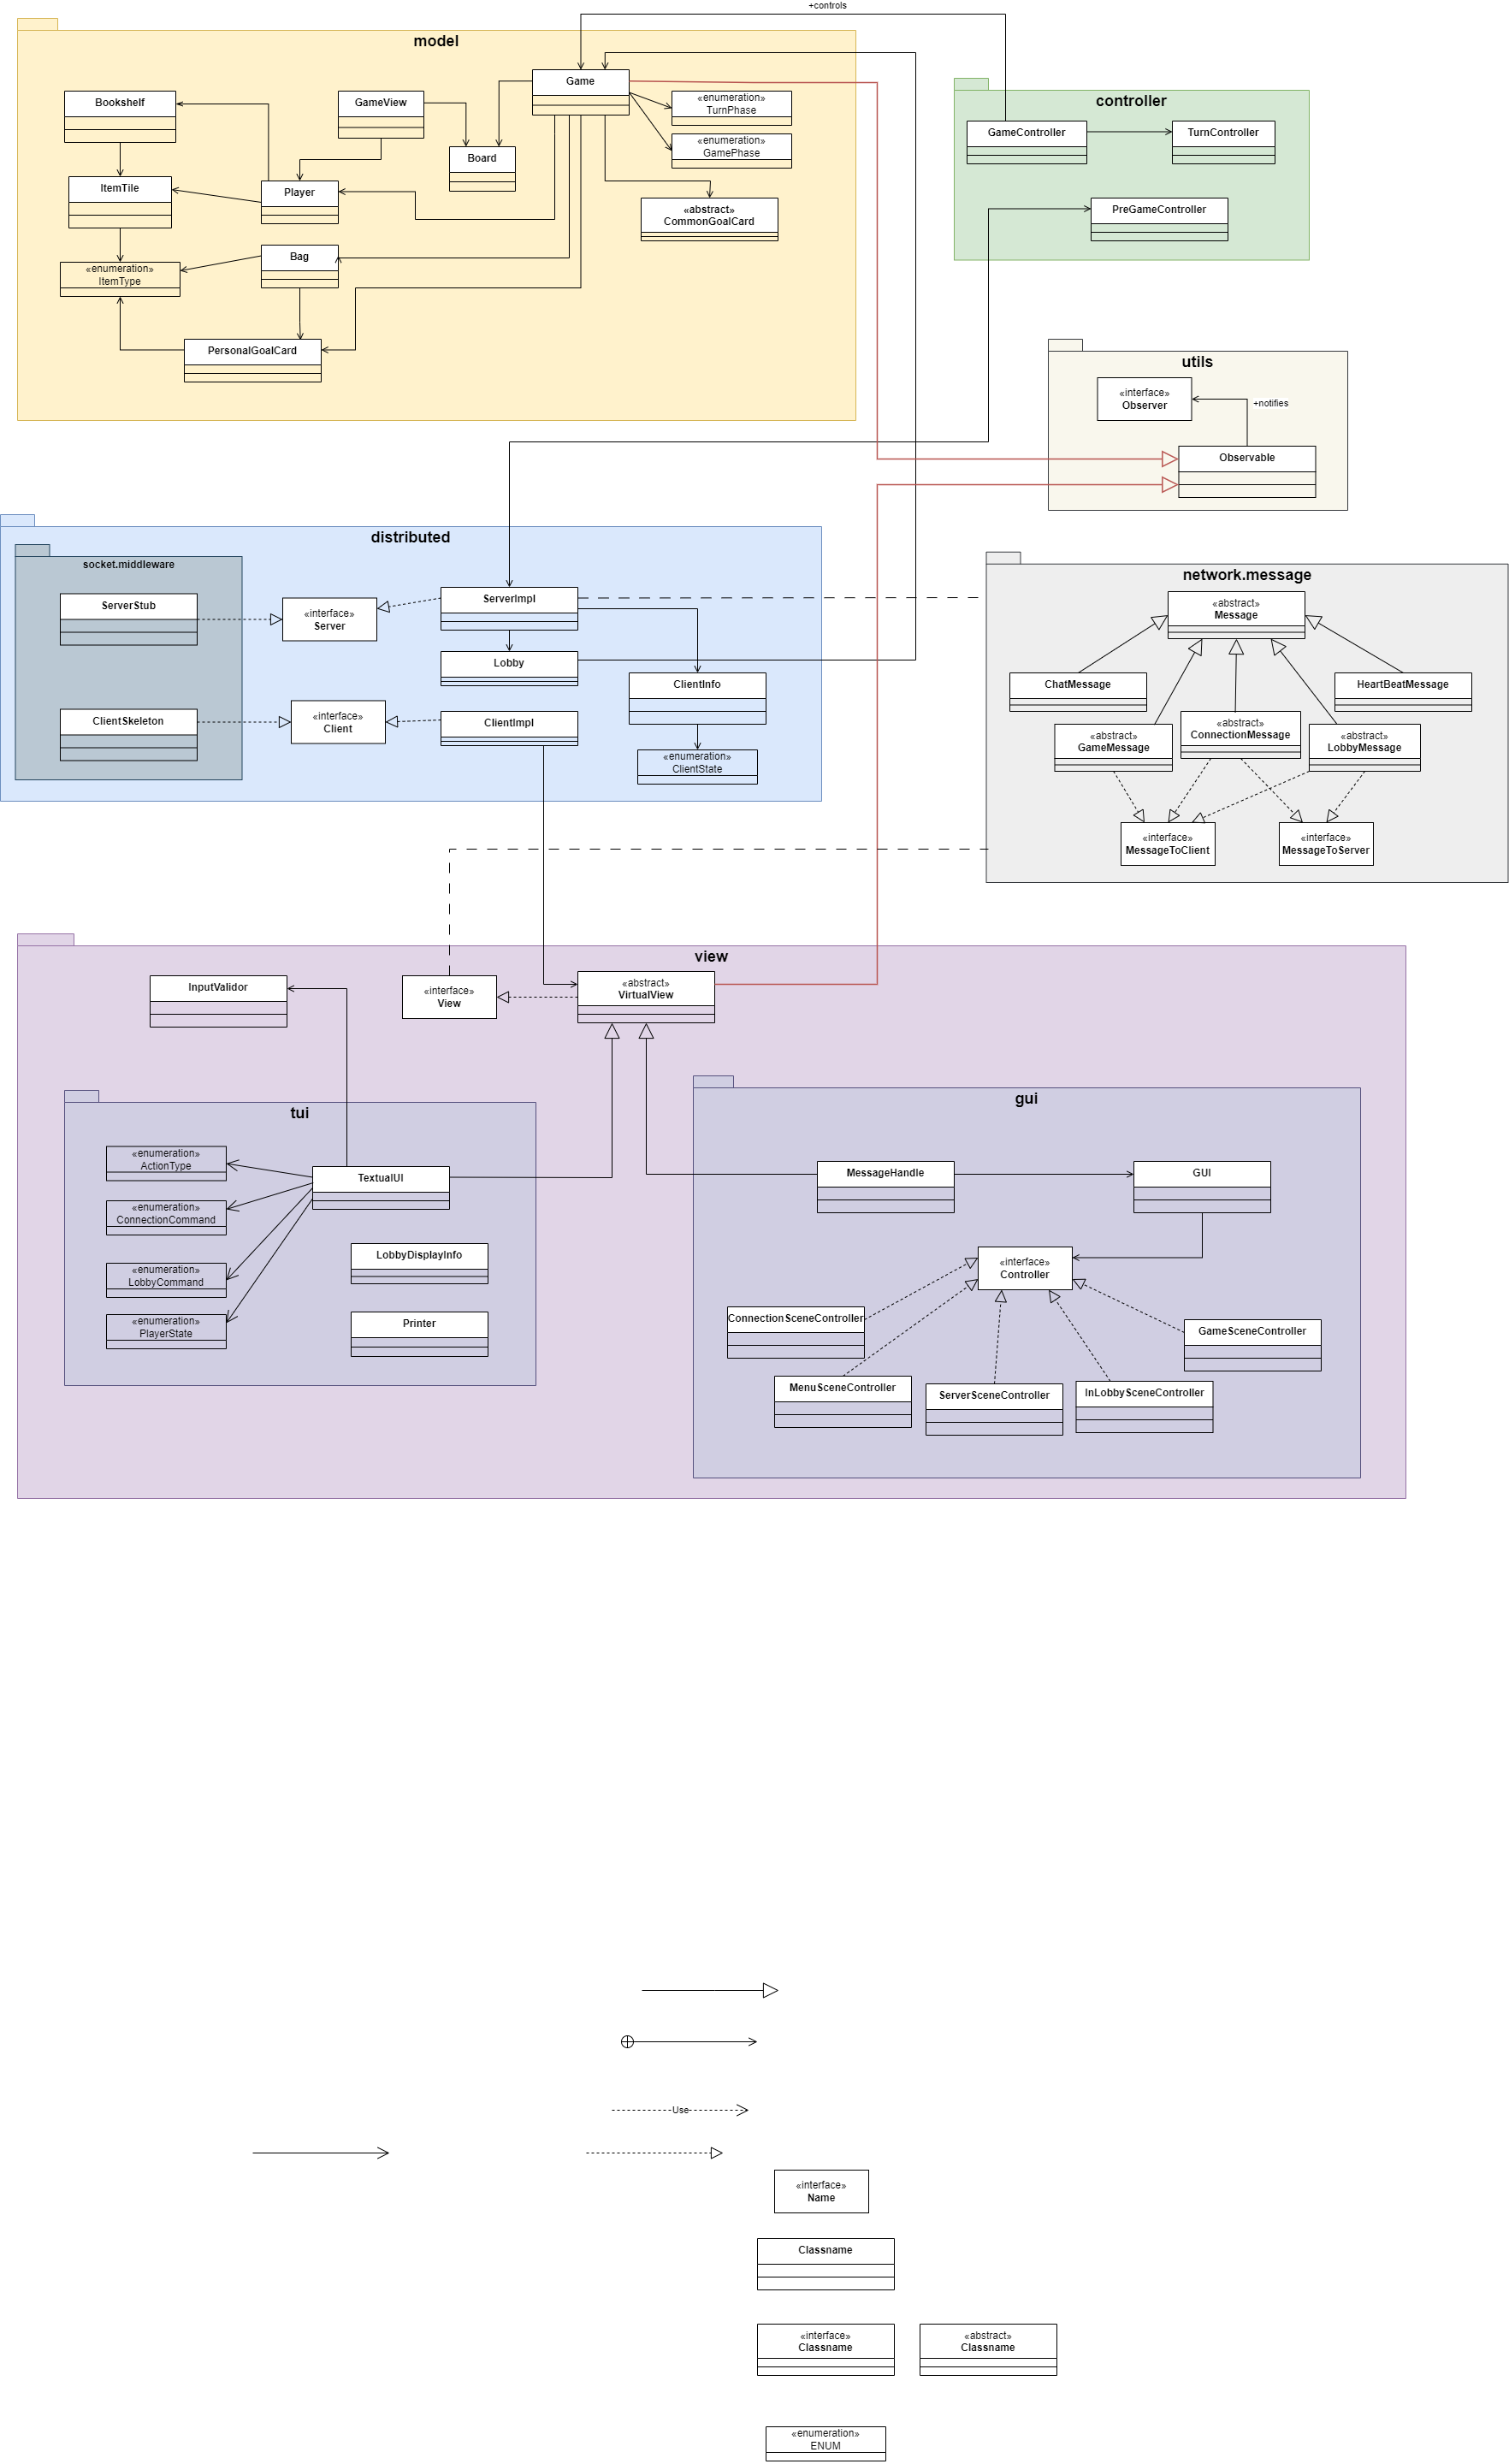 +controls
model
Game
Bookshelf
GameView
«enumeration»
TurnPhase
«enumeration»
GamePhase
Board
ItemTile
Player
«abstract»
CommonGoalCard
Bag
«enumeration»
ItemType
PersonalGoalCard
controller
GameController
TurnController
PreGameController
utils
«interface»
Observer
+notifies
Observable
distributed
socket.middleware
ServerStub
«interface»
Server
ServerImpl
Lobby
ClientInfo
ClientSkeleton
«interface»
Client
ClientImpl
«enumeration»
ClientState
network.message
«abstract»
Message
ChatMessage
HeartBeatMessage
«abstract»
GameMessage
«abstract»
ConnectionMessage
«abstract»
LobbyMessage
«interface»
MessageToClient
«interface»
MessageToServer
view
InputValidor
«interface»
View
«abstract»
VirtualView
tui
«enumeration»
ActionType
TextualUI
«enumeration»
ConnectionCommand
LobbyDisplayInfo
«enumeration»
LobbyCommand
Printer
«enumeration»
PlayerState
gui
MessageHandle
GUI
«interface»
Controller
ConnectionSceneController
GameSceneController
MenuSceneController
ServerSceneController
InLobbySceneController
Use
«interface»
Name
Classname
«interface»
Classname
«abstract»
Classname
«enumeration»
ENUM